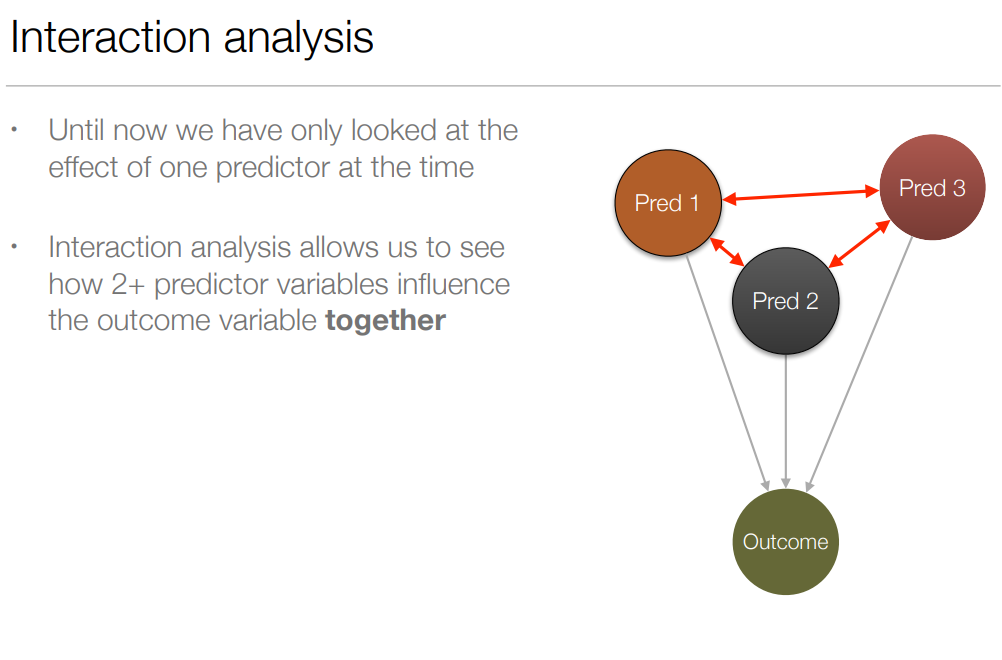 Interaction analysis
• Until now we have only looked at the
effect of one predictor at the time
• Interaction analysis allows us to see
how 2+ predictor variables influence
the outcome variable together
Pred 1
Pred 3
Pred 2
Outcome